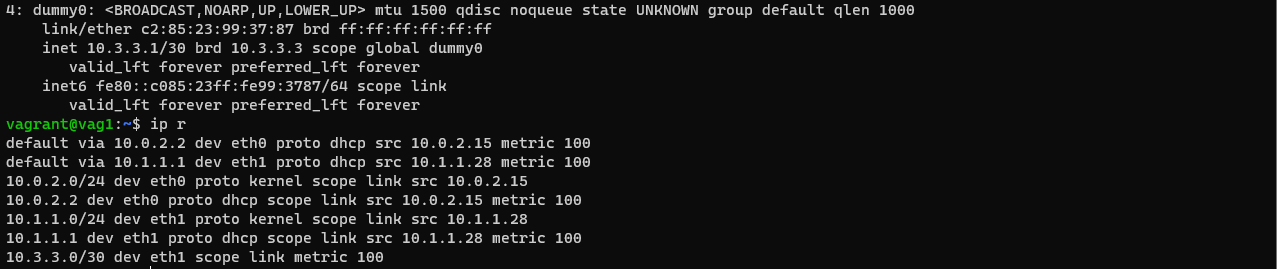 4: dummy0: <BROADCAST,NOARP,UP,LOWER_UP> mtu 1500 qdisc noqueue state UNKNOWN group default qlen 1000
    link/ether c2:85:23:99:37:87 brd ff:ff:ff:ff:ff:ff
    inet 10.3.3.1/30 brd 10.3.3.3 scope global dummy0
       valid_lft forever preferred_lft forever
    inet6 fe80::c085:23ff:fe99:3787/64 scope link
       valid_lft forever preferred_lft forever
vagrant@vag1:~$ ip r
default via 10.0.2.2 dev eth0 proto dhcp src 10.0.2.15 metric 100
default via 10.1.1.1 dev eth1 proto dhcp src 10.1.1.28 metric 100
10.0.2.0/24 dev eth0 proto kernel scope link src 10.0.2.15
10.0.2.2 dev eth0 proto dhcp scope link src 10.0.2.15 metric 100
10.1.1.0/24 dev eth1 proto kernel scope link src 10.1.1.28
10.1.1.1 dev eth1 proto dhcp scope link src 10.1.1.28 metric 100
10.3.3.0/30 dev eth1 scope link metric 100